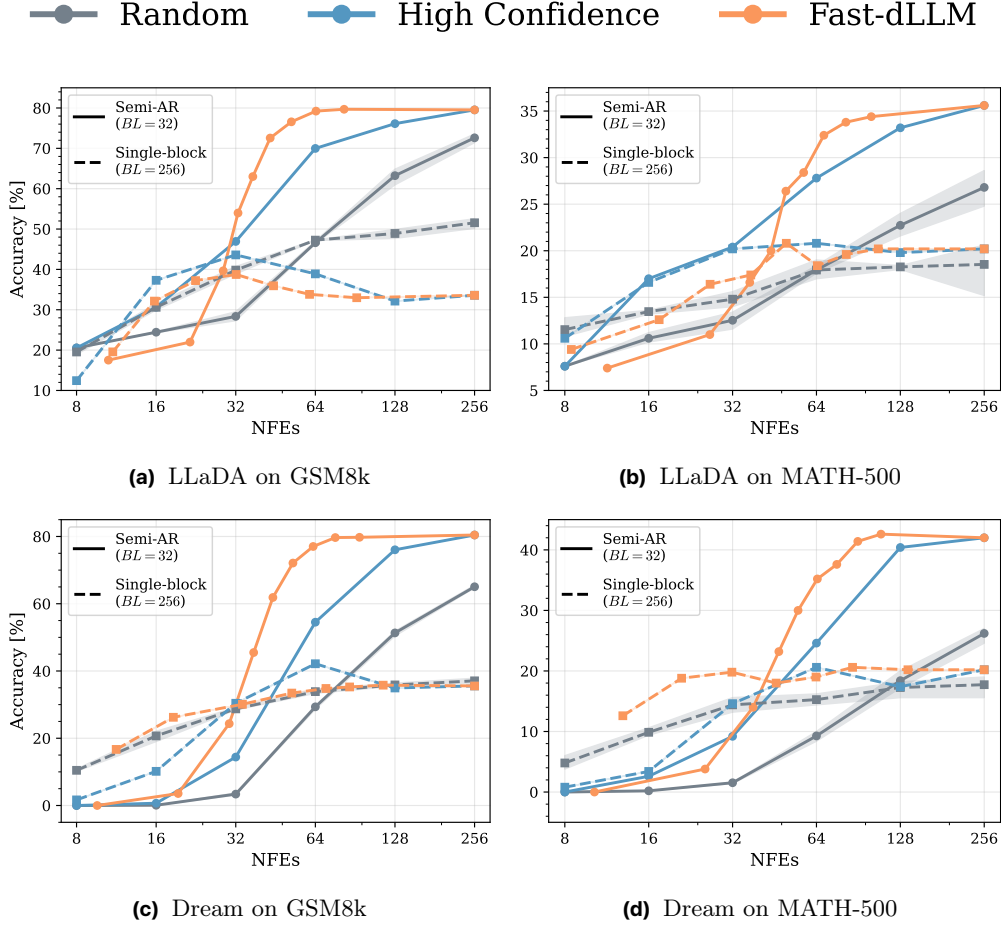 Random High Confidence Fast-dLLM
Semi-AR
(BL = 32)
Single-block
(BL = 256)
Accuracy [%]
80
70
60
50
40
30
20
10
8 16 32 64 128 256
NFEs
(a) LLaDA on GSM8k
Semi-AR
(BL = 32)
Single-block
(BL = 256)
35
30
25
20
15
10
5
8 16 32 64 128 256
NFEs
(b) LLaDA on MATH-500
Semi-AR
(BL = 32)
Single-block
(BL = 256)
Accuracy [%]
80
60
40
20
0
8 16 32 64 128 256
NFEs
(c) Dream on GSM8k
Semi-AR
(BL = 32)
Single-block
(BL = 256)
40
30
20
10
0
8 16 32 64 128 256
NFEs
(d) Dream on MATH-500